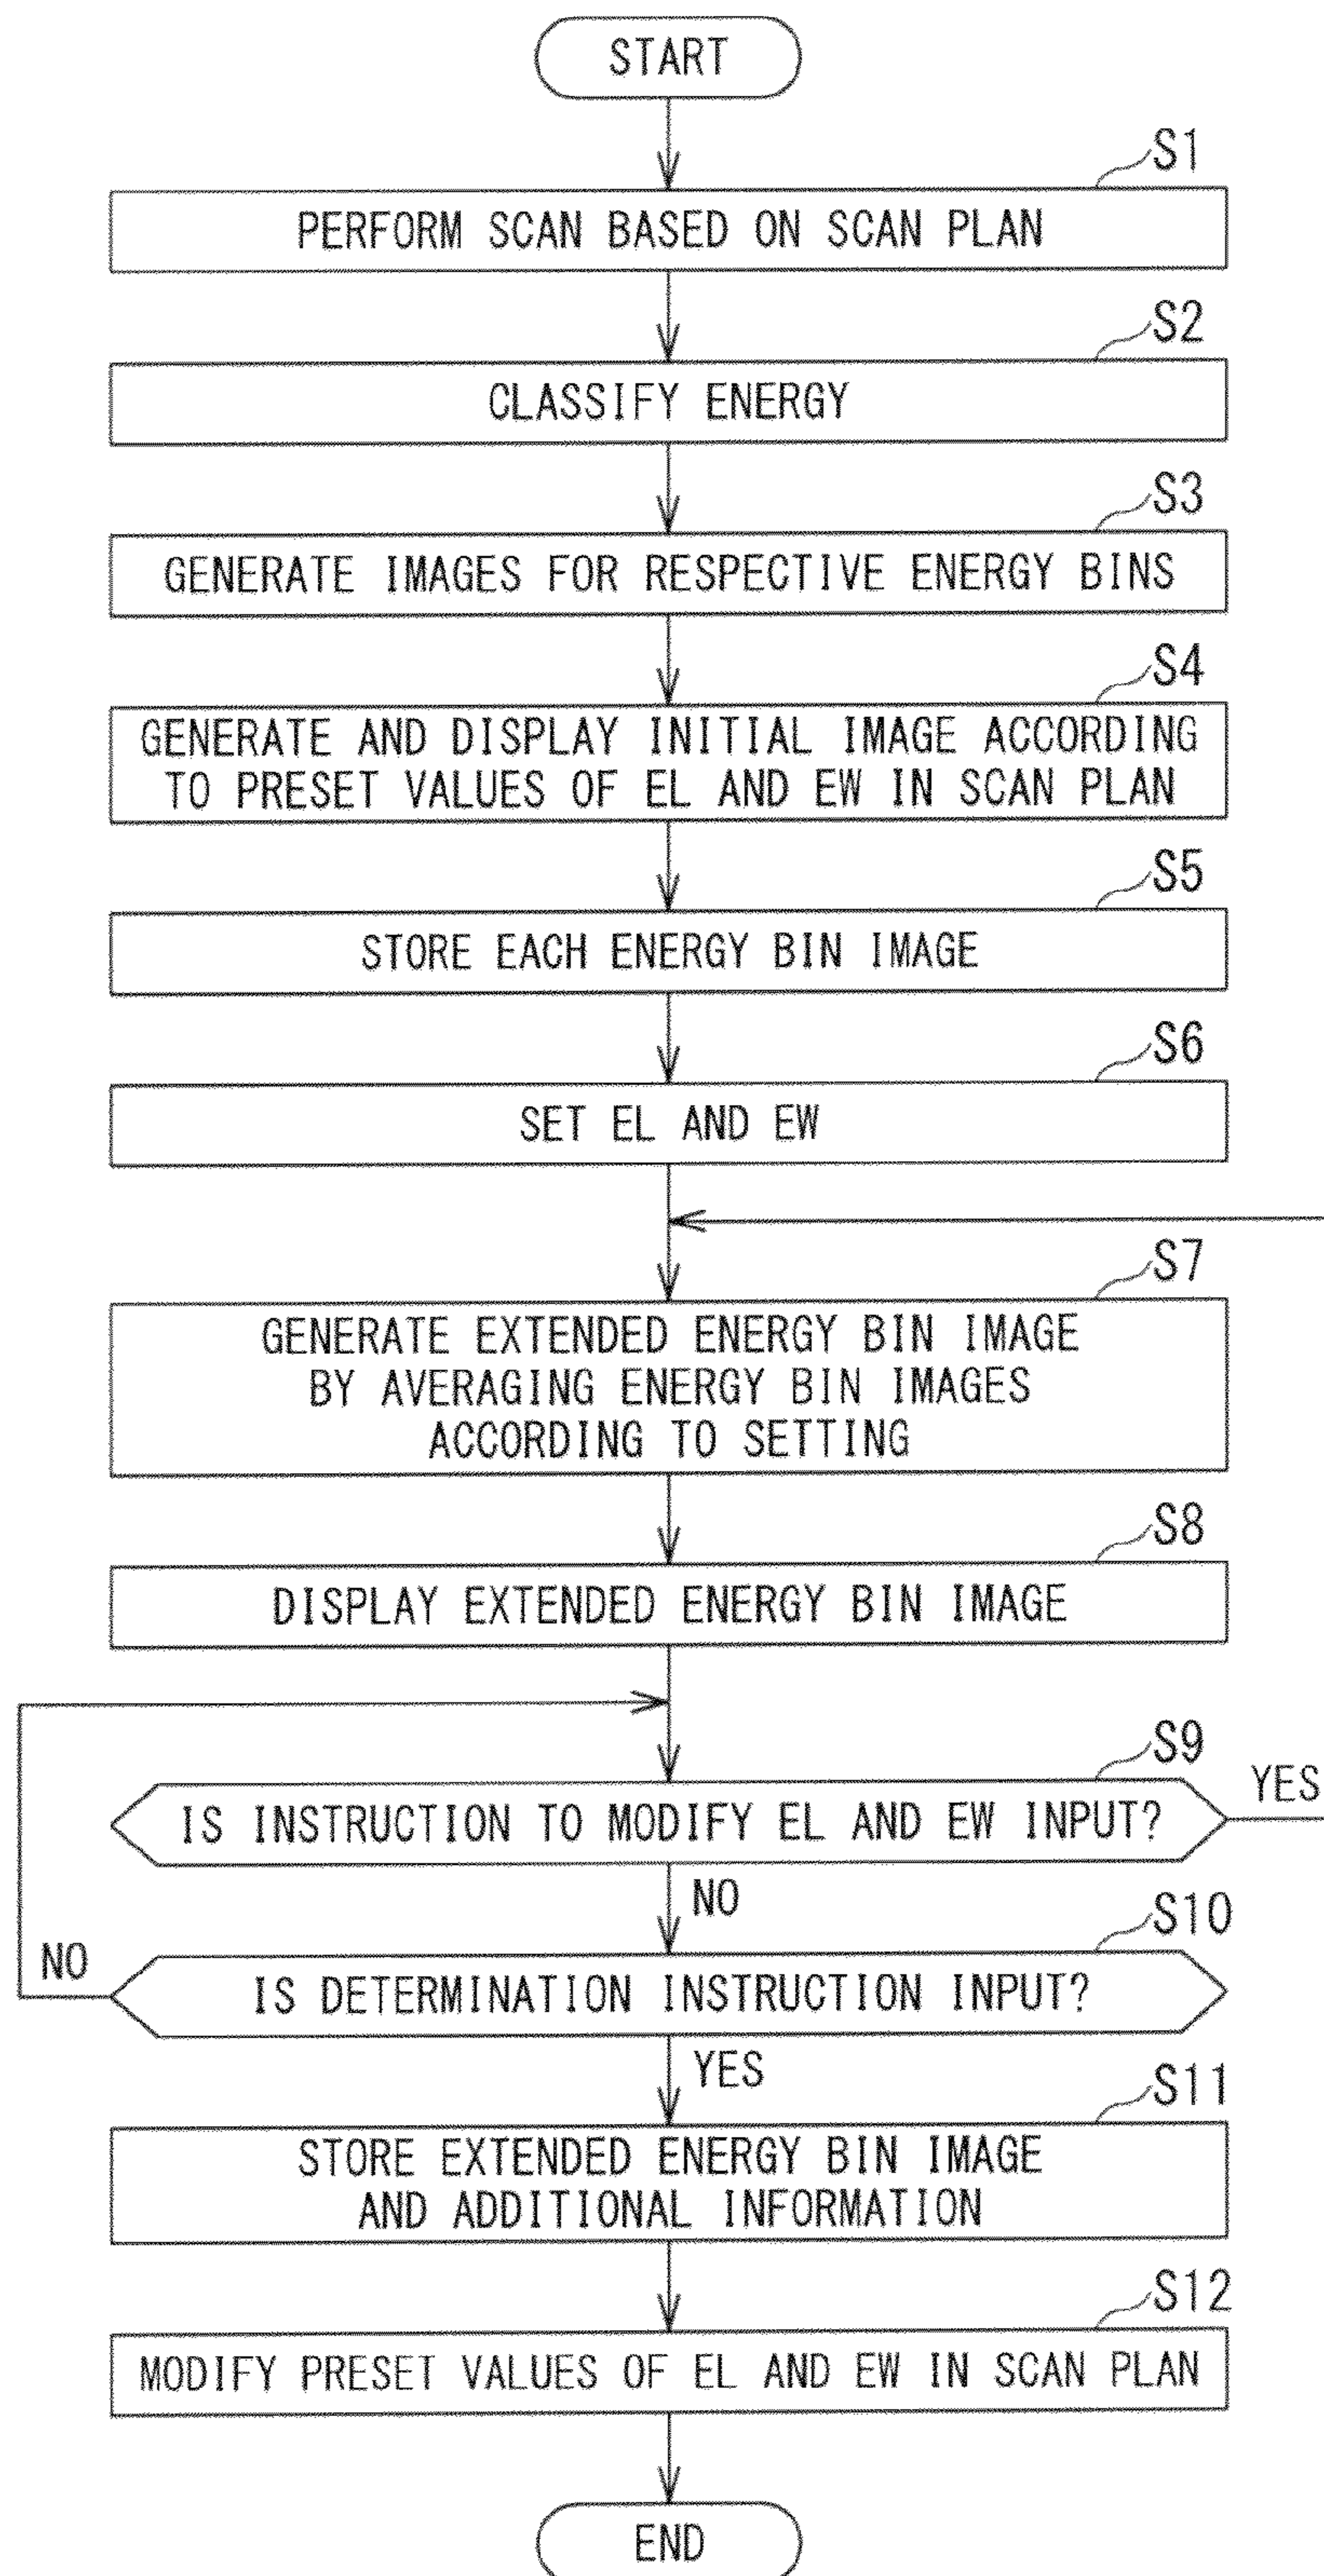 START
S1
PERFORM SCAN BASED ON SCAN PLAN
S2
CLASSIFY ENERGY
S3
GENERATE IMAGES FOR RESPECTIVE ENERGY BINS
S4
GENERATE AND DISPLAY INITIAL IMAGE ACCORDING
TO PRESET VALUES OF EL AND EW IN SCAN PLAN
S5
STORE EACH ENERGY BIN IMAGE
S6
SET EL AND EW
S7
GENERATE EXTENDED ENERGY BIN IMAGE
BY AVERAGING ENERGY BIN IMAGES
ACCORDING TO SETTING
S8
DISPLAY EXTENDED ENERGY BIN IMAGE
S9
IS INSTRUCTION TO MODIFY EL AND EW INPUT?
YES
NO
S10
NO
IS DETERMINATION INSTRUCTION INPUT?
YES
S11
STORE EXTENDED ENERGY BIN IMAGE
AND ADDITIONAL INFORMATION
S12
MODIFY PRESET VALUES OF EL AND EW IN SCAN PLAN
END